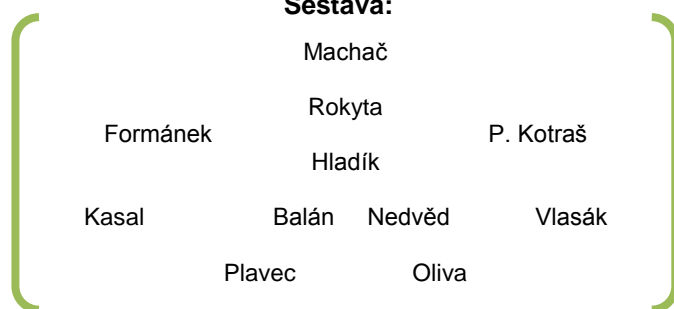 Sestava:
Machač
Rokyta
Formánek P. Kotraš
Hladík
Kasal Balán Nedvěd Vlasák
Plavec Oliva